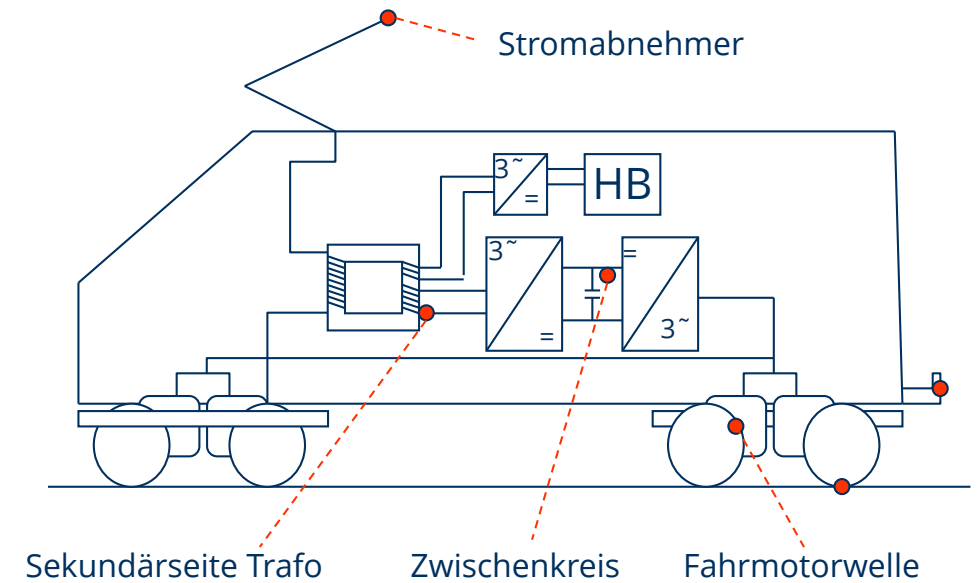 Stromabnehmer
3~
=
HB
3~
=
=
3~
Sekundärseite Trafo
Zwischenkreis
Fahrmotorwelle